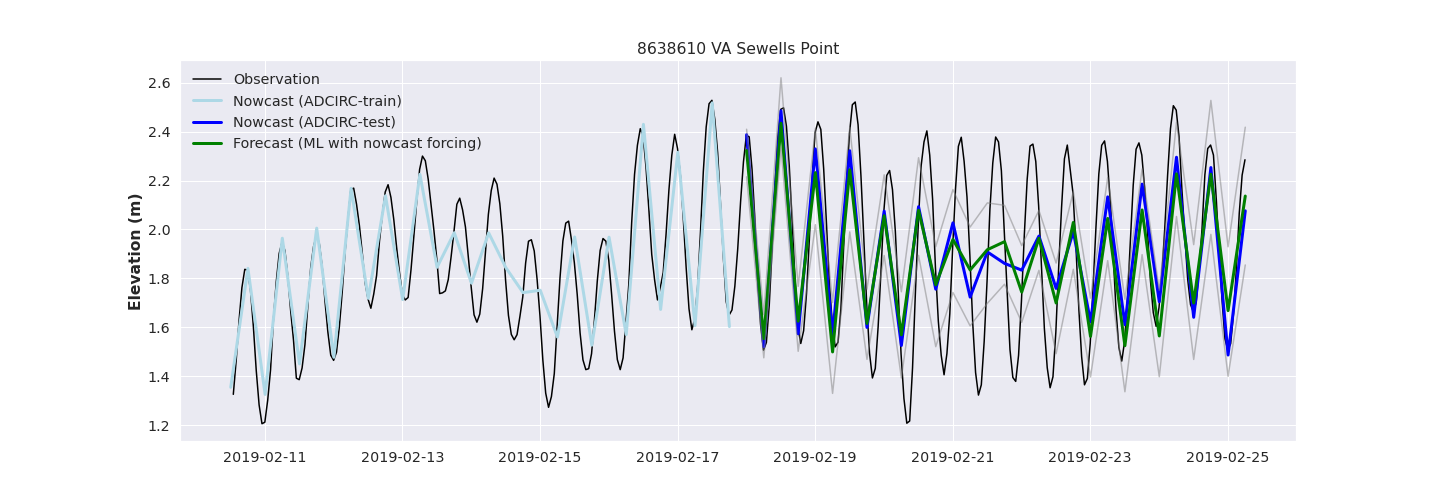 8638610 VA Sewells Point
Observation
Nowcast (ADCIRC-train)
Nowcast (ADCIRC-test)
Forecast (ML with nowcast forcing)
Elevation (m)
2.6
2.4
2.2
2.0
1.8
1.6
1.4
1.2
2019-02-11
2019-02-13
2019-02-15
2019-02-17
2019-02-19
2019-02-21
2019-02-23
2019-02-25